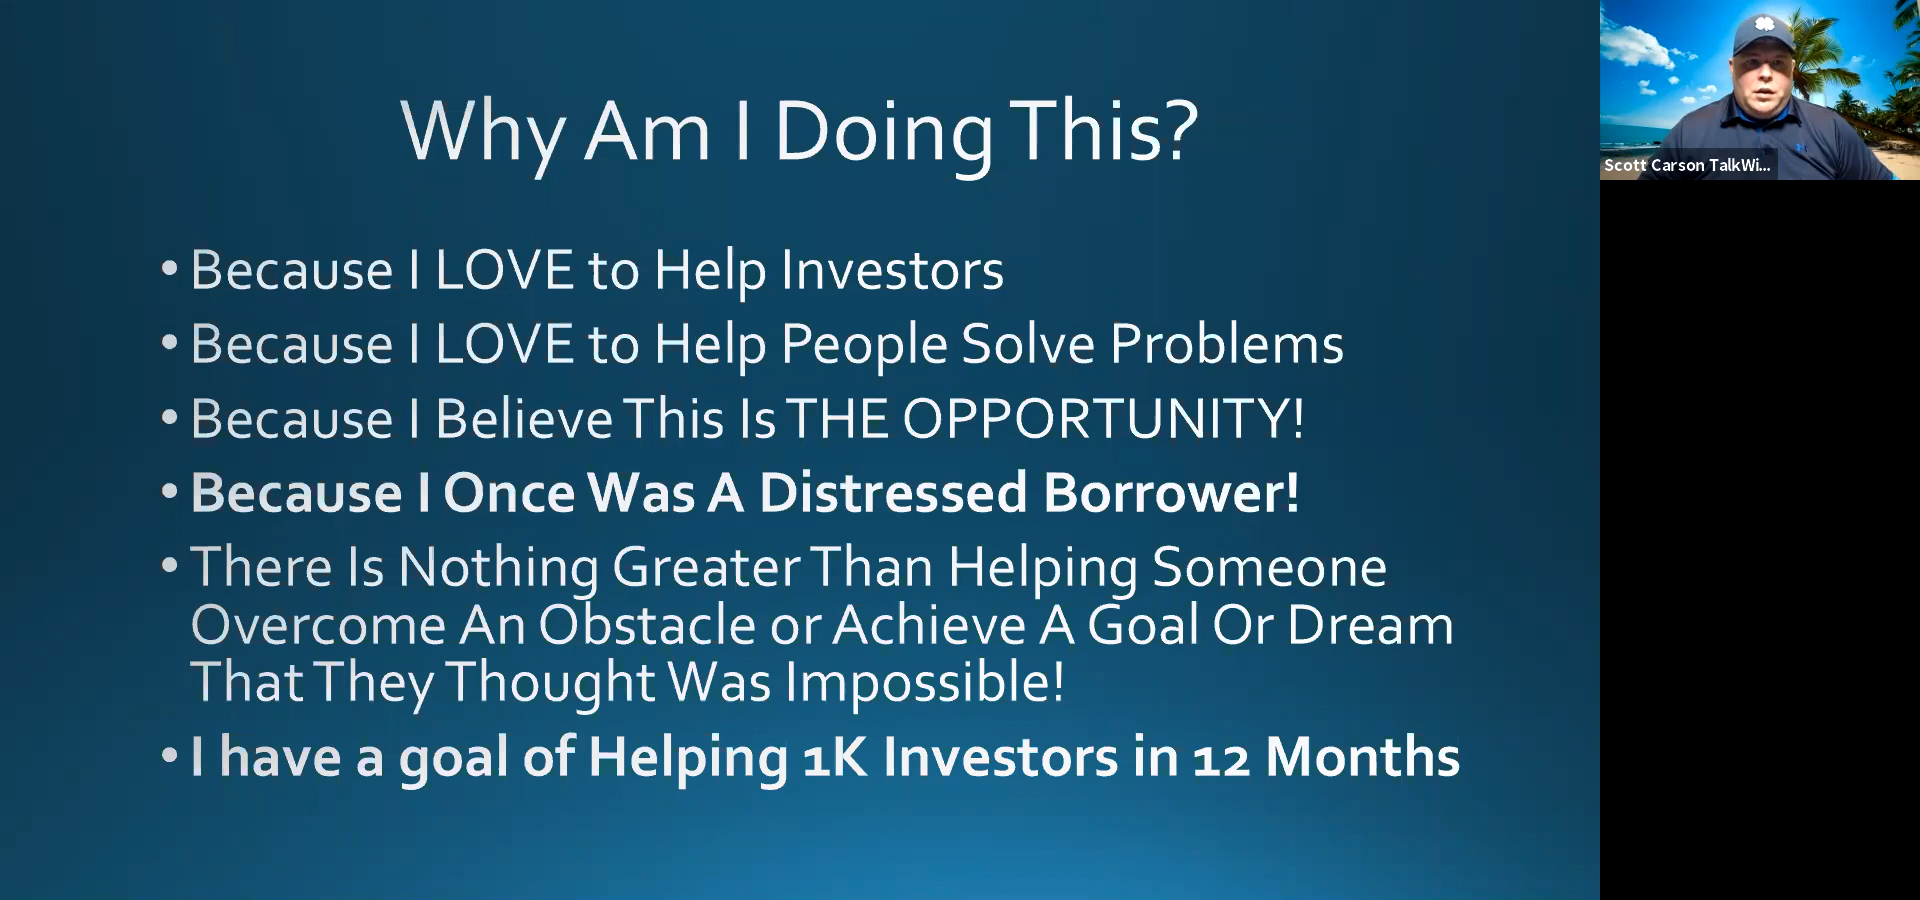 Why Am I Doing This?
• Because I LOVE to Help Investors
• Because I LOVE to Help People Solve Problems
• Because I Believe This Is THE OPPORTUNITY!
• Because I Once Was A Distressed Borrower!
• There Is Nothing Greater Than Helping Someone
Overcome An Obstacle or Achieve A Goal Or Dream
That They Thought Was Impossible!
• I have a goal of Helping 1K Investors in 12 Months
Scott Carson TalkWi...